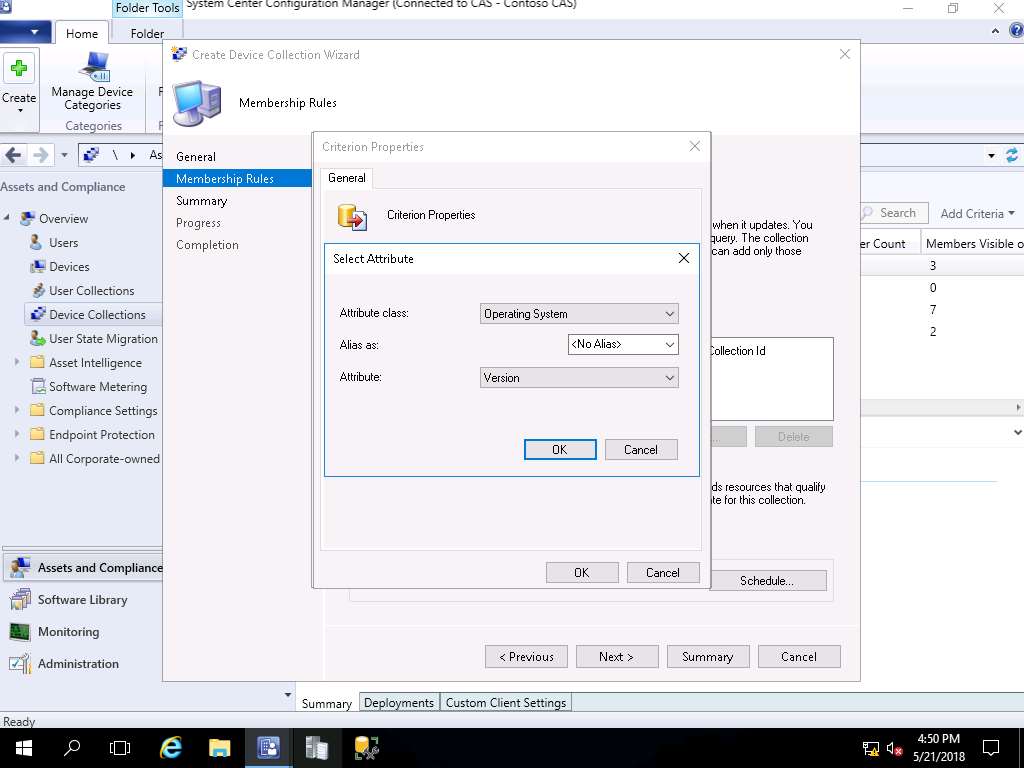 Folder Tools
System Center Configuration Manager (Connected to CAS - Contoso CAS)
Home
Folder
Create
Manage Device
Categories
Categories
Create Device Collection Wizard
Membership Rules
General
Membership Rules
Summary
Progress
Completion
\
As
Assets and Compliance
Overview
Users
Devices
User Collections
Device Collections
User State Migration
Asset Intelligence
Software Metering
Compliance Settings
Endpoint Protection
All Corporate-owned
Assets and Compliance
Software Library
Monitoring
Administration
Criterion Properties
General
Criterion Properties
Select Attribute
Attribute class:
Operating System
Alias as:
<No Alias>
Attribute:
Version
OK
Cancel
OK
Cancel
when it updates. You
query. The collection
can add only those
Collection Id
...
Delete
ds resources that qualify
te for this collection.
Schedule...
< Previous
Next >
Summary
Cancel
Search
Add Criteria
er Count
Members Visible o
3
0
7
2
Summary
Deployments
Custom Client Settings
Ready
4:50 PM
5/21/2018